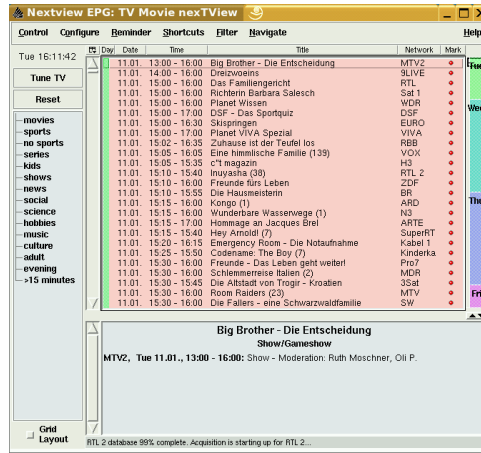 Nextview EPG: TV Movie nexTView
Control Configure Reminder Shortcuts Filter Navigate Help
Tue 16:11:42
Tune TV
Reset
movies
sports
no sports
series
kids
shows
news
social
science
hobbies
music
culture
adult
evening
>15 minutes
Grid
Layout
Day Date Time Title Network Mark
11.01. 13:00 - 16:00 Big Brother - Die Entscheidung MTV2
11.01. 14:00 - 16:00 Dreizwoeins 9LIVE
11.01. 15:00 - 16:00 Das Familiengericht RTL
11.01. 15:00 - 16:00 Richterin Barbara Salesch Sat 1
11.01. 15:00 - 16:00 Planet Wissen WDR
11.01. 15:00 - 17:00 DSF - Das Sportquiz DSF
11.01. 15:00 - 16:30 Skispringen EURO
11.01. 15:00 - 17:00 Planet VIVA Spezial VIVA
11.01. 15:02 - 16:35 Zuhause ist der Teufel los RBB
11.01. 15:05 - 16:05 Eine himmlische Familie (139) VOX
11.01. 15:05 - 15:35 c"t magazin H3
11.01. 15:10 - 15:40 Inuyasha (38) RTL 2
11.01. 15:10 - 16:00 Freunde fürs Leben ZDF
11.01. 15:10 - 15:55 Die Hausmeisterin BR
11.01. 15:15 - 16:00 Kongo (1) ARD
11.01. 15:15 - 16:00 Wunderbare Wasserwege (1) N3
11.01. 15:15 - 17:00 Hommage an Jacques Brel ARTE
11.01. 15:15 - 15:40 Hey Arnold! (7) SuperRT
11.01. 15:20 - 16:15 Emergency Room - Die Notaufnahme Kabel 1
11.01. 15:25 - 15:50 Codename: The Boy (7) Kinderka
11.01. 15:30 - 16:00 Freunde - Das Leben geht weiter! Pro7
11.01. 15:30 - 16:00 Schlemmerreise Italien (2) MDR
11.01. 15:30 - 15:45 Die Altstadt von Trogir - Kroatien 3Sat
11.01. 15:30 - 16:00 Room Raiders (23) MTV
11.01. 15:30 - 16:00 Die Fallers - eine Schwarzwaldfamilie SW
Tue
Wed
Thu
Fri
Big Brother - Die Entscheidung
Show/Gameshow
MTV2, Tue 11.01., 13:00 - 16:00: Show - Moderation: Ruth Moschner, Oli P.
RTL 2 database 99% complete. Acquisition is starting up for RTL 2...